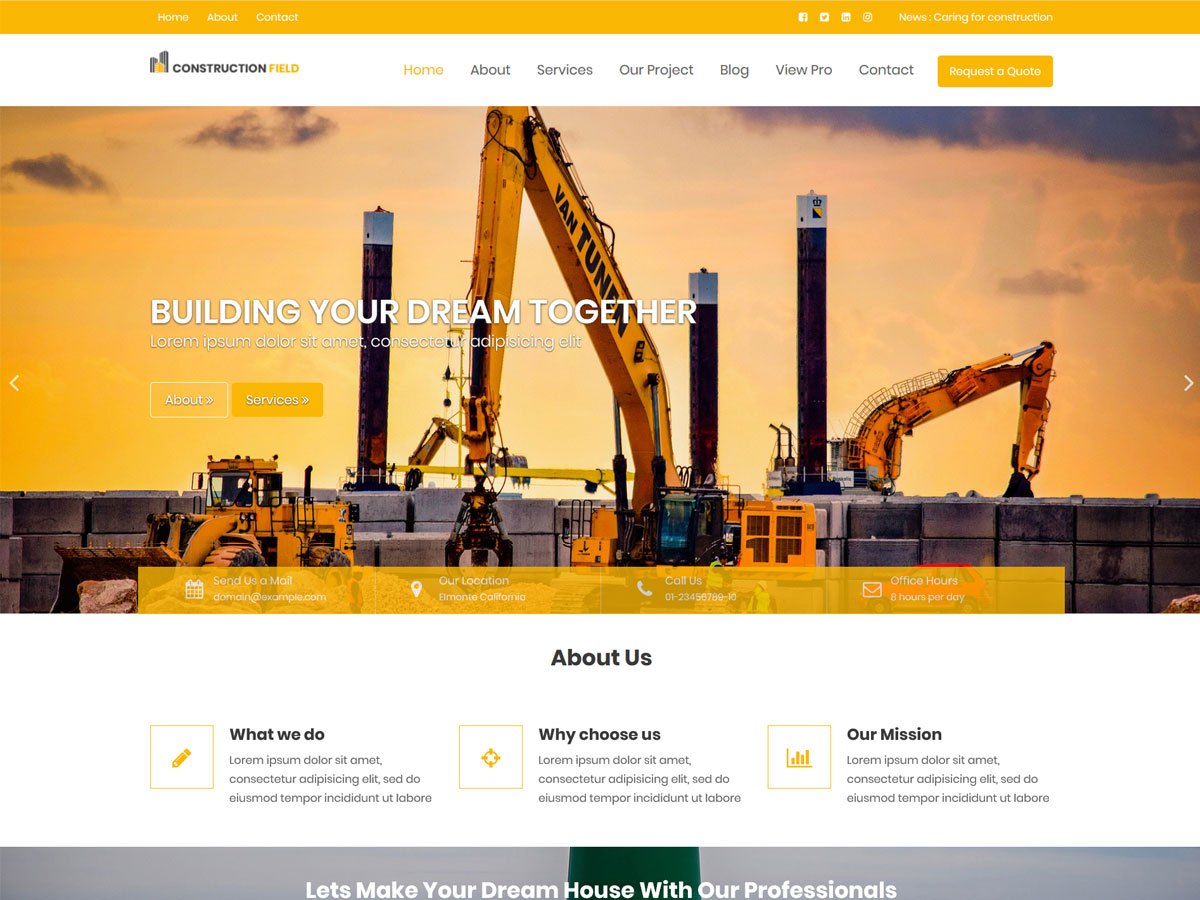 Home About Contact
News : Caring for construction
CONSTRUCTION FIELD
Home About Services Our Project Blog View Pro Contact Request a Quote
VAN TUNEN
BUILDING YOUR DREAM TOGETHER
Lorem ipsum dolor sit amet, consectetur adipisicing elit
About » Services »
Send Us a Mail
domain@example.com
Our Location
Elmonte California
Call Us
01-23456789-10
Office Hours
8 hours per day
About Us
What we do
Lorem ipsum dolor sit amet,
consectetur adipisicing elit, sed do
eiusmod tempor incididunt ut labore
Why choose us
Lorem ipsum dolor sit amet,
consectetur adipisicing elit, sed do
eiusmod tempor incididunt ut labore
Our Mission
Lorem ipsum dolor sit amet,
consectetur adipisicing elit, sed do
eiusmod tempor incididunt ut labore
Lets Make Your Dream House With Our Professionals